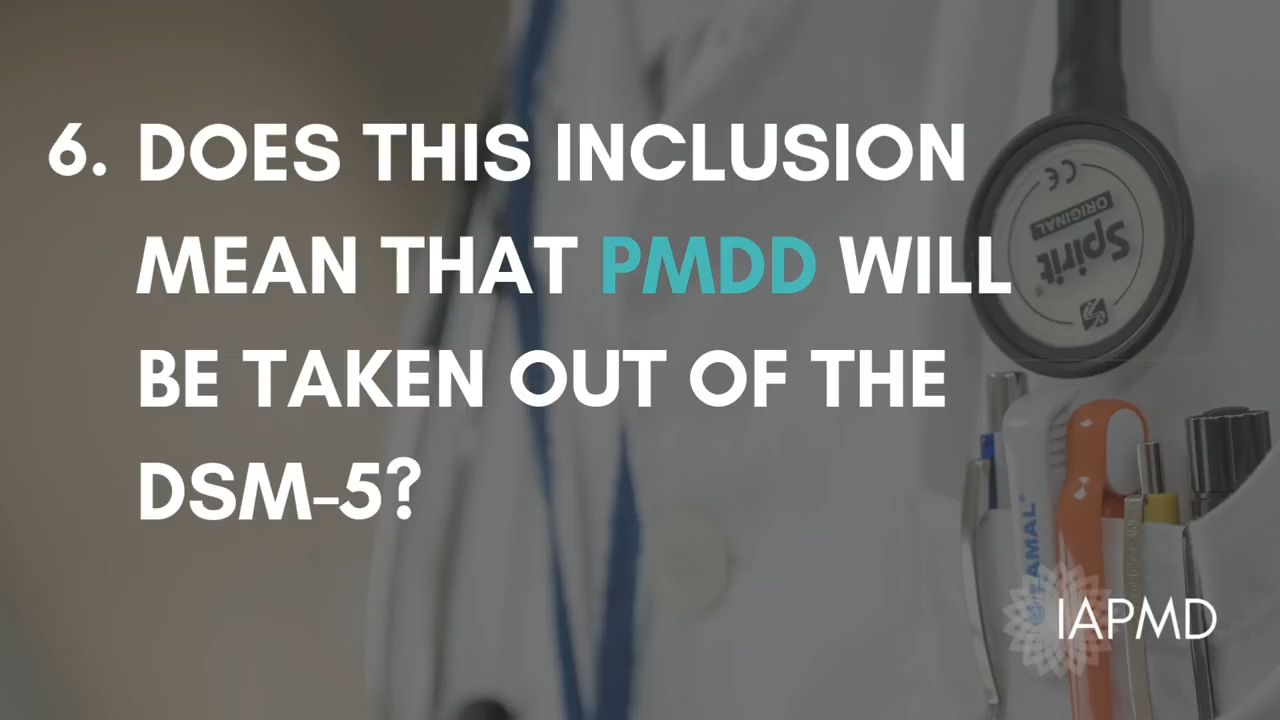 6. DOES THIS INCLUSION
MEAN THAT PMDD WILL
BE TAKEN OUT OF THE
DSM-5?
Spirit
ORIGINAL
CE
AMAL
IAPMD